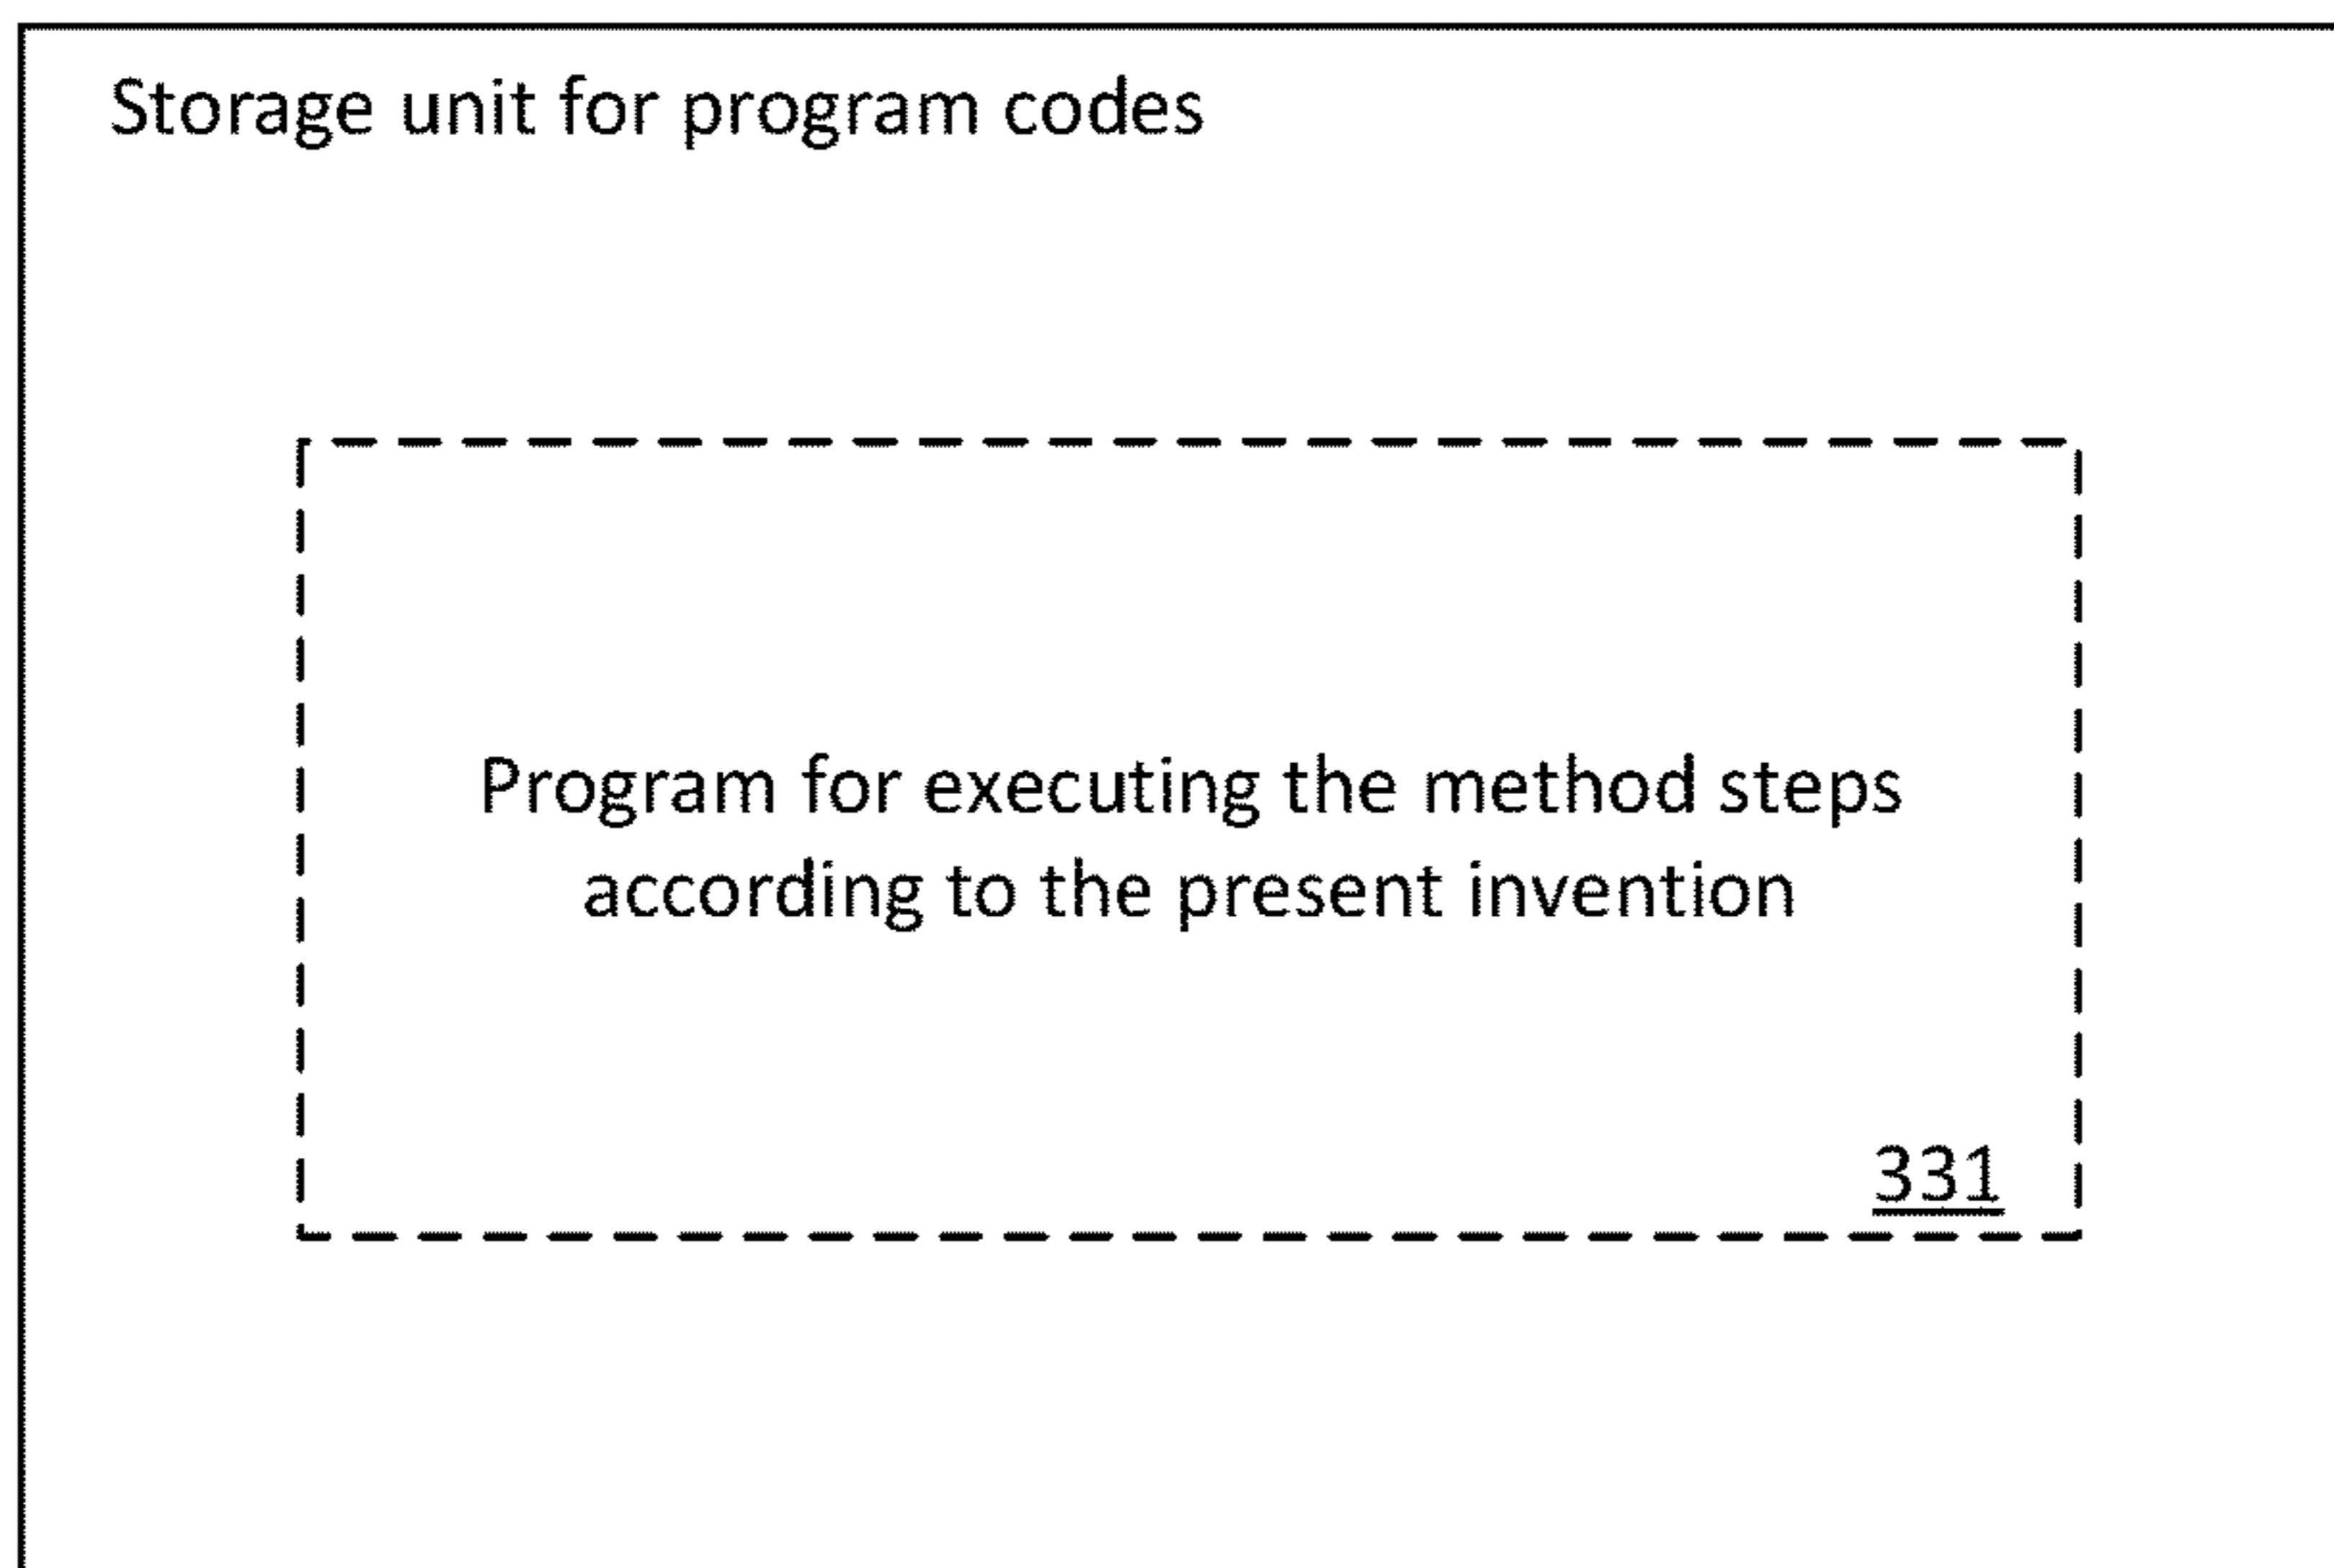 Storage unit for program codes
Program for executing the method steps
according to the present invention
331